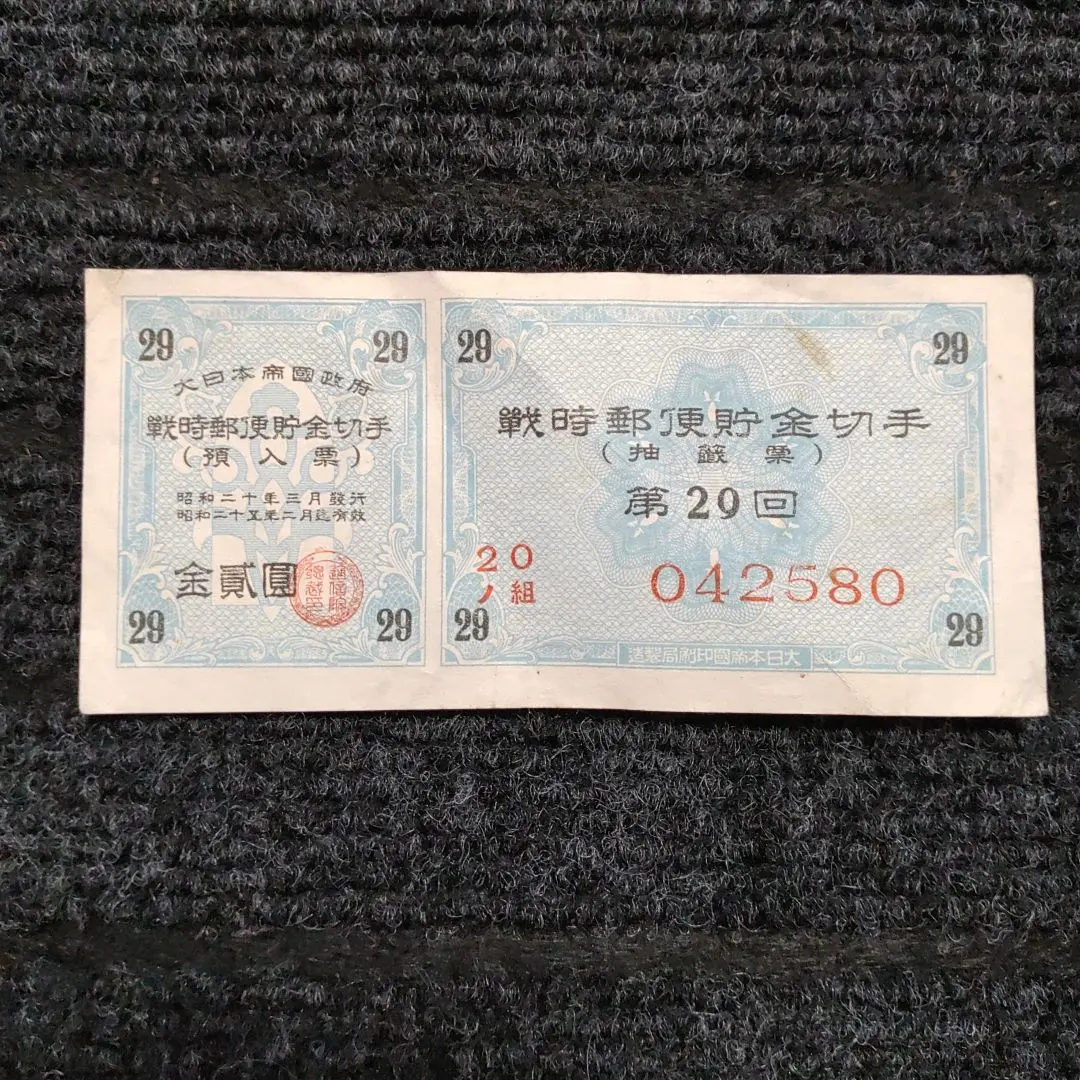 29
29
大日本帝國政府
戰時郵便貯金切手
(預入票)
昭和二十年三月發行
昭和二十五年二月迄有效
金貳圓
29
29
29
29
戰時郵便貯金切手
(抽籤票)
第29回
20
ノ組
042580
29
29
造製局刷印國帝本日大